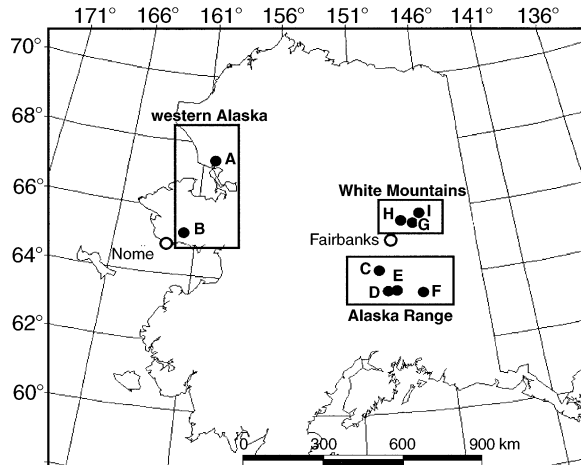 171° 166° 161° 156° 151° 146° 141° 136°
70°
68°
western Alaska
A
66°
White Mountains
H I
G
B
Fairbanks
64°
Nome
C E
D F
62°
Alaska Range
60°
0 300 600 900 km